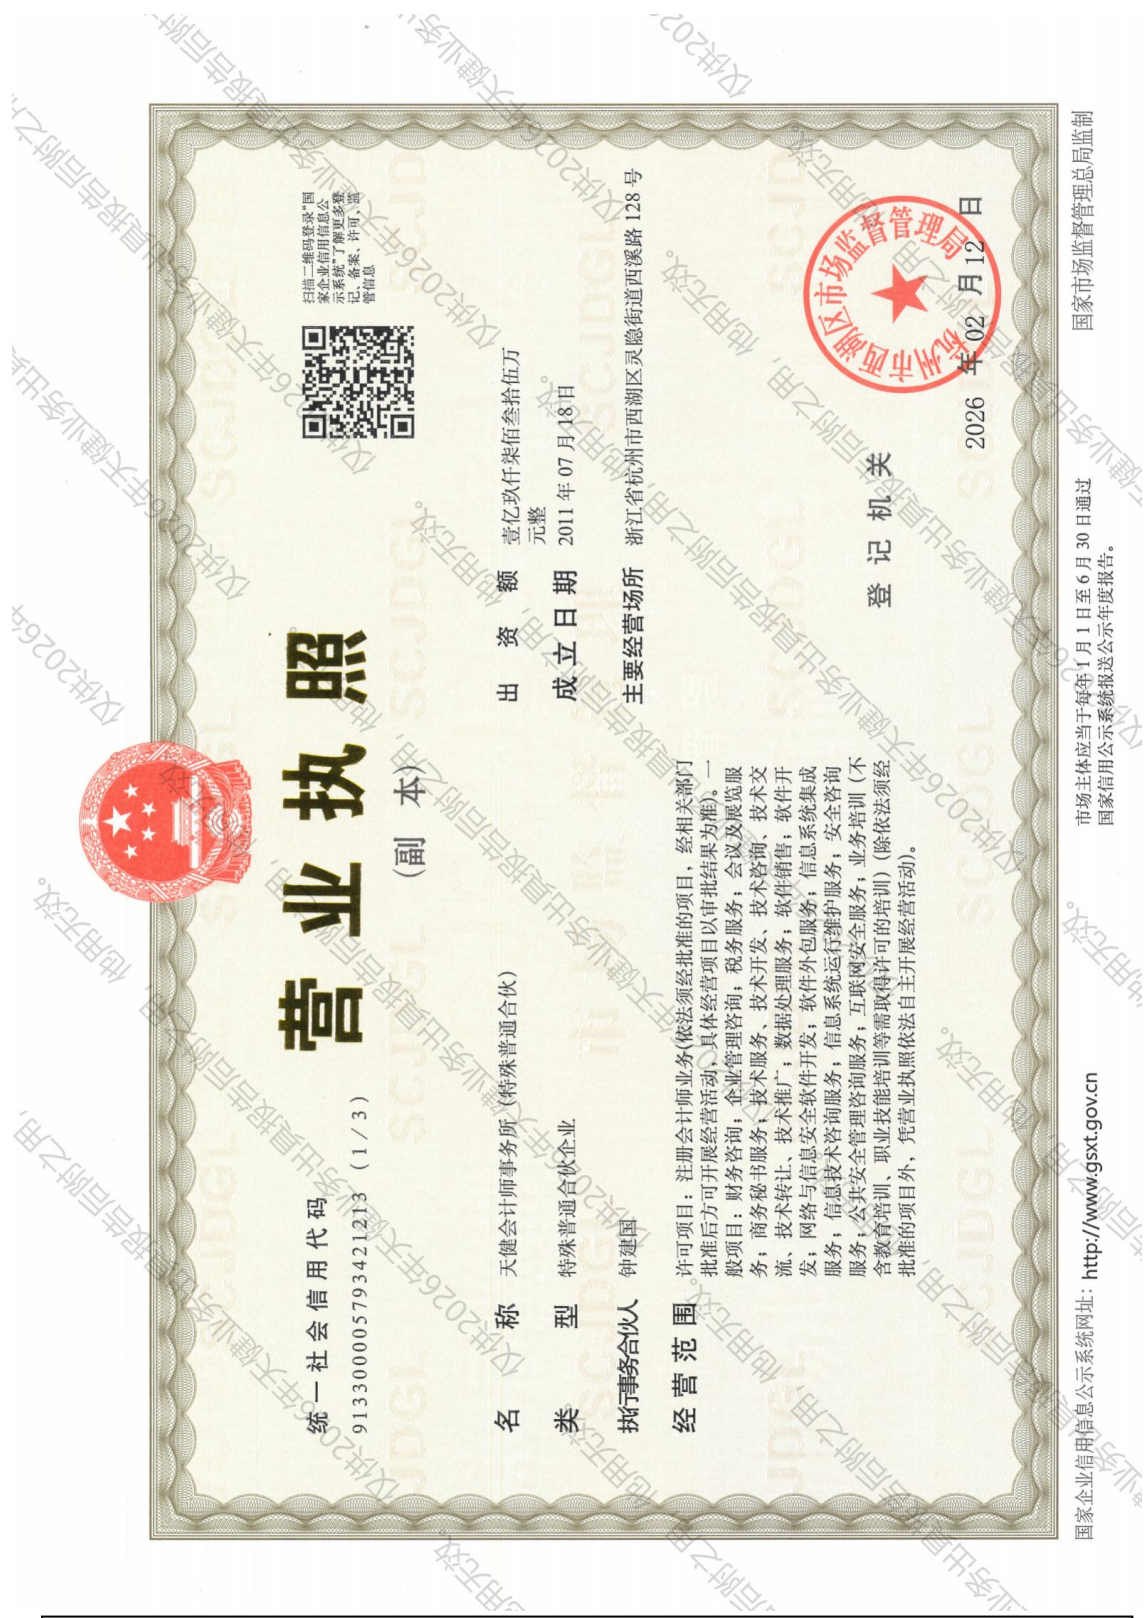 营业执照
(副 本)
统一社会信用代码
913300005793421213 (1/3)
扫描二维码登录"国
家企业信用信息公
示系统"了解更多登
记、备案、许可、监
管信息
名 称 天健会计师事务所（特殊普通合伙）
类 型 特殊普通合伙企业
执行事务合伙人 钟建国
经营范围 许可项目：注册会计师业务(依法须经批准的项目，经相关部门
批准后方可开展经营活动，具体经营项目以审批结果为准)。一
般项目：财务咨询；企业管理咨询；税务服务；会议及展览服
务；商务秘书服务；技术服务、技术开发、技术咨询、技术交
流、技术转让、技术推广；数据处理服务；软件销售；软件开
发；网络与信息安全软件开发；软件外包服务；信息系统集成
服务；信息技术咨询服务；信息系统运行维护服务；安全咨询
服务；公共安全管理咨询服务；互联网安全服务；业务培训（不
含教育培训、职业技能培训等需取得许可的培训）(除依法须经
批准的项目外，凭营业执照依法自主开展经营活动)。
出 资 额 壹亿玖仟柒佰叁拾伍万
元整
成立日期 2011年07月18日
主要经营场所 浙江省杭州市西湖区灵隐街道西溪路128号
登记机关
杭州市西湖区市场监督管理局
2026 年 02 月 12 日
国家企业信用信息公示系统网址：http://www.gsxt.gov.cn
市场主体应当于每年1月1日至6月30日通过
国家信用公示系统报送公示年度报告。
国家市场监督管理总局监制
仅供2026年天健业务出具报告后附之用，他用无效。